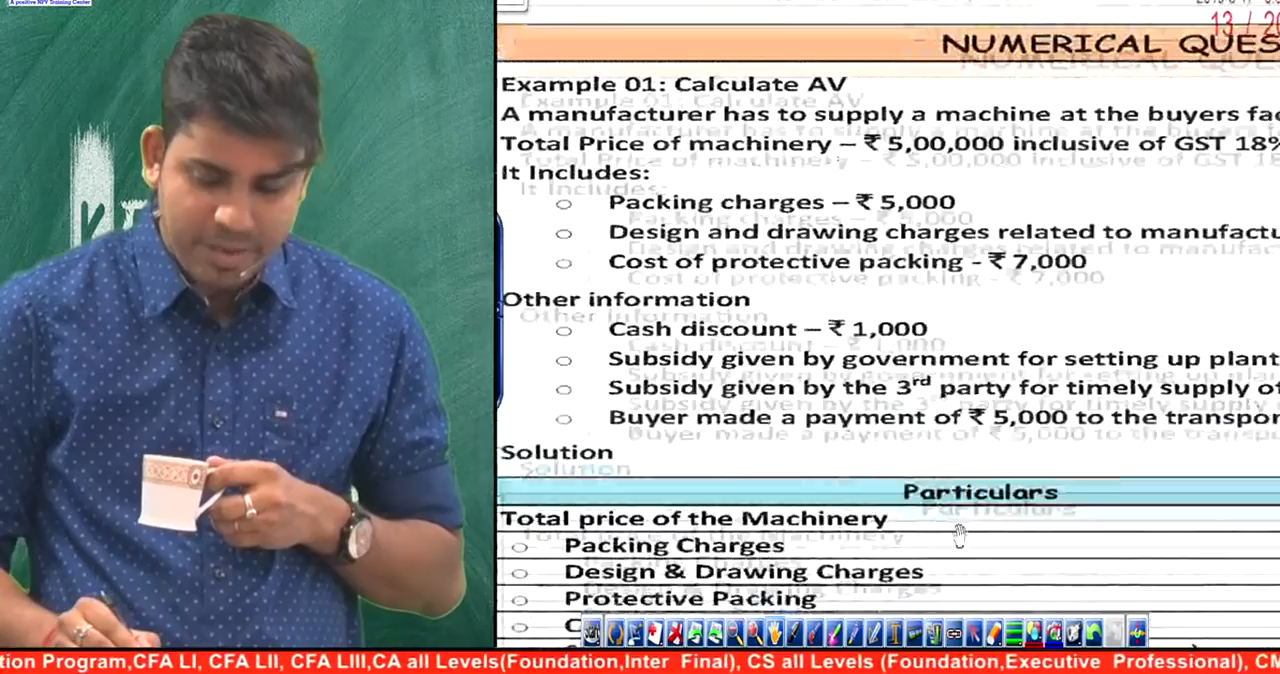 A positive NPV Training Center
13 / 20
NUMERICAL QUES
Example 01: Calculate AV
A manufacturer has to supply a machine at the buyers fac
Total Price of machinery – ₹ 5,00,000 inclusive of GST 18%
It Includes:
Packing charges – ₹ 5,000
Design and drawing charges related to manufactu
Cost of protective packing - ₹ 7,000
Other information
Cash discount – ₹ 1,000
Subsidy given by government for setting up plant
Subsidy given by the 3rd party for timely supply of
Buyer made a payment of ₹ 5,000 to the transpor
Solution
Particulars
Total price of the Machinery
Packing Charges
Design & Drawing Charges
Protective Packing
tion Program,CFA LI, CFA LII, CFA LIII,CA all Levels(Foundation,Inter Final), CS all Levels (Foundation,Executive Professional), CM